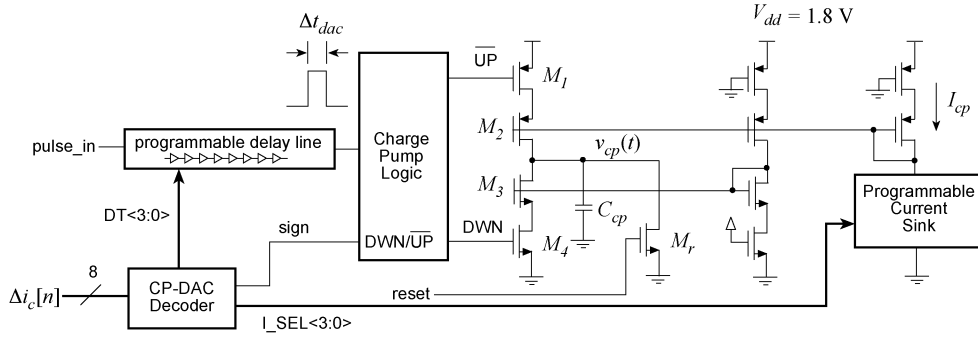 Δt_dac
V_dd = 1.8 V
UP
M_1
Charge
Pump
Logic
I_cp
M_2
pulse_in
programmable delay line
v_cp(t)
M_3
C_cp
Programmable
Current
Sink
DT<3:0>
sign
DWN/UP
DWN
M_4
M_r
8
Δi_c[n]
CP-DAC
Decoder
reset
I_SEL<3:0>